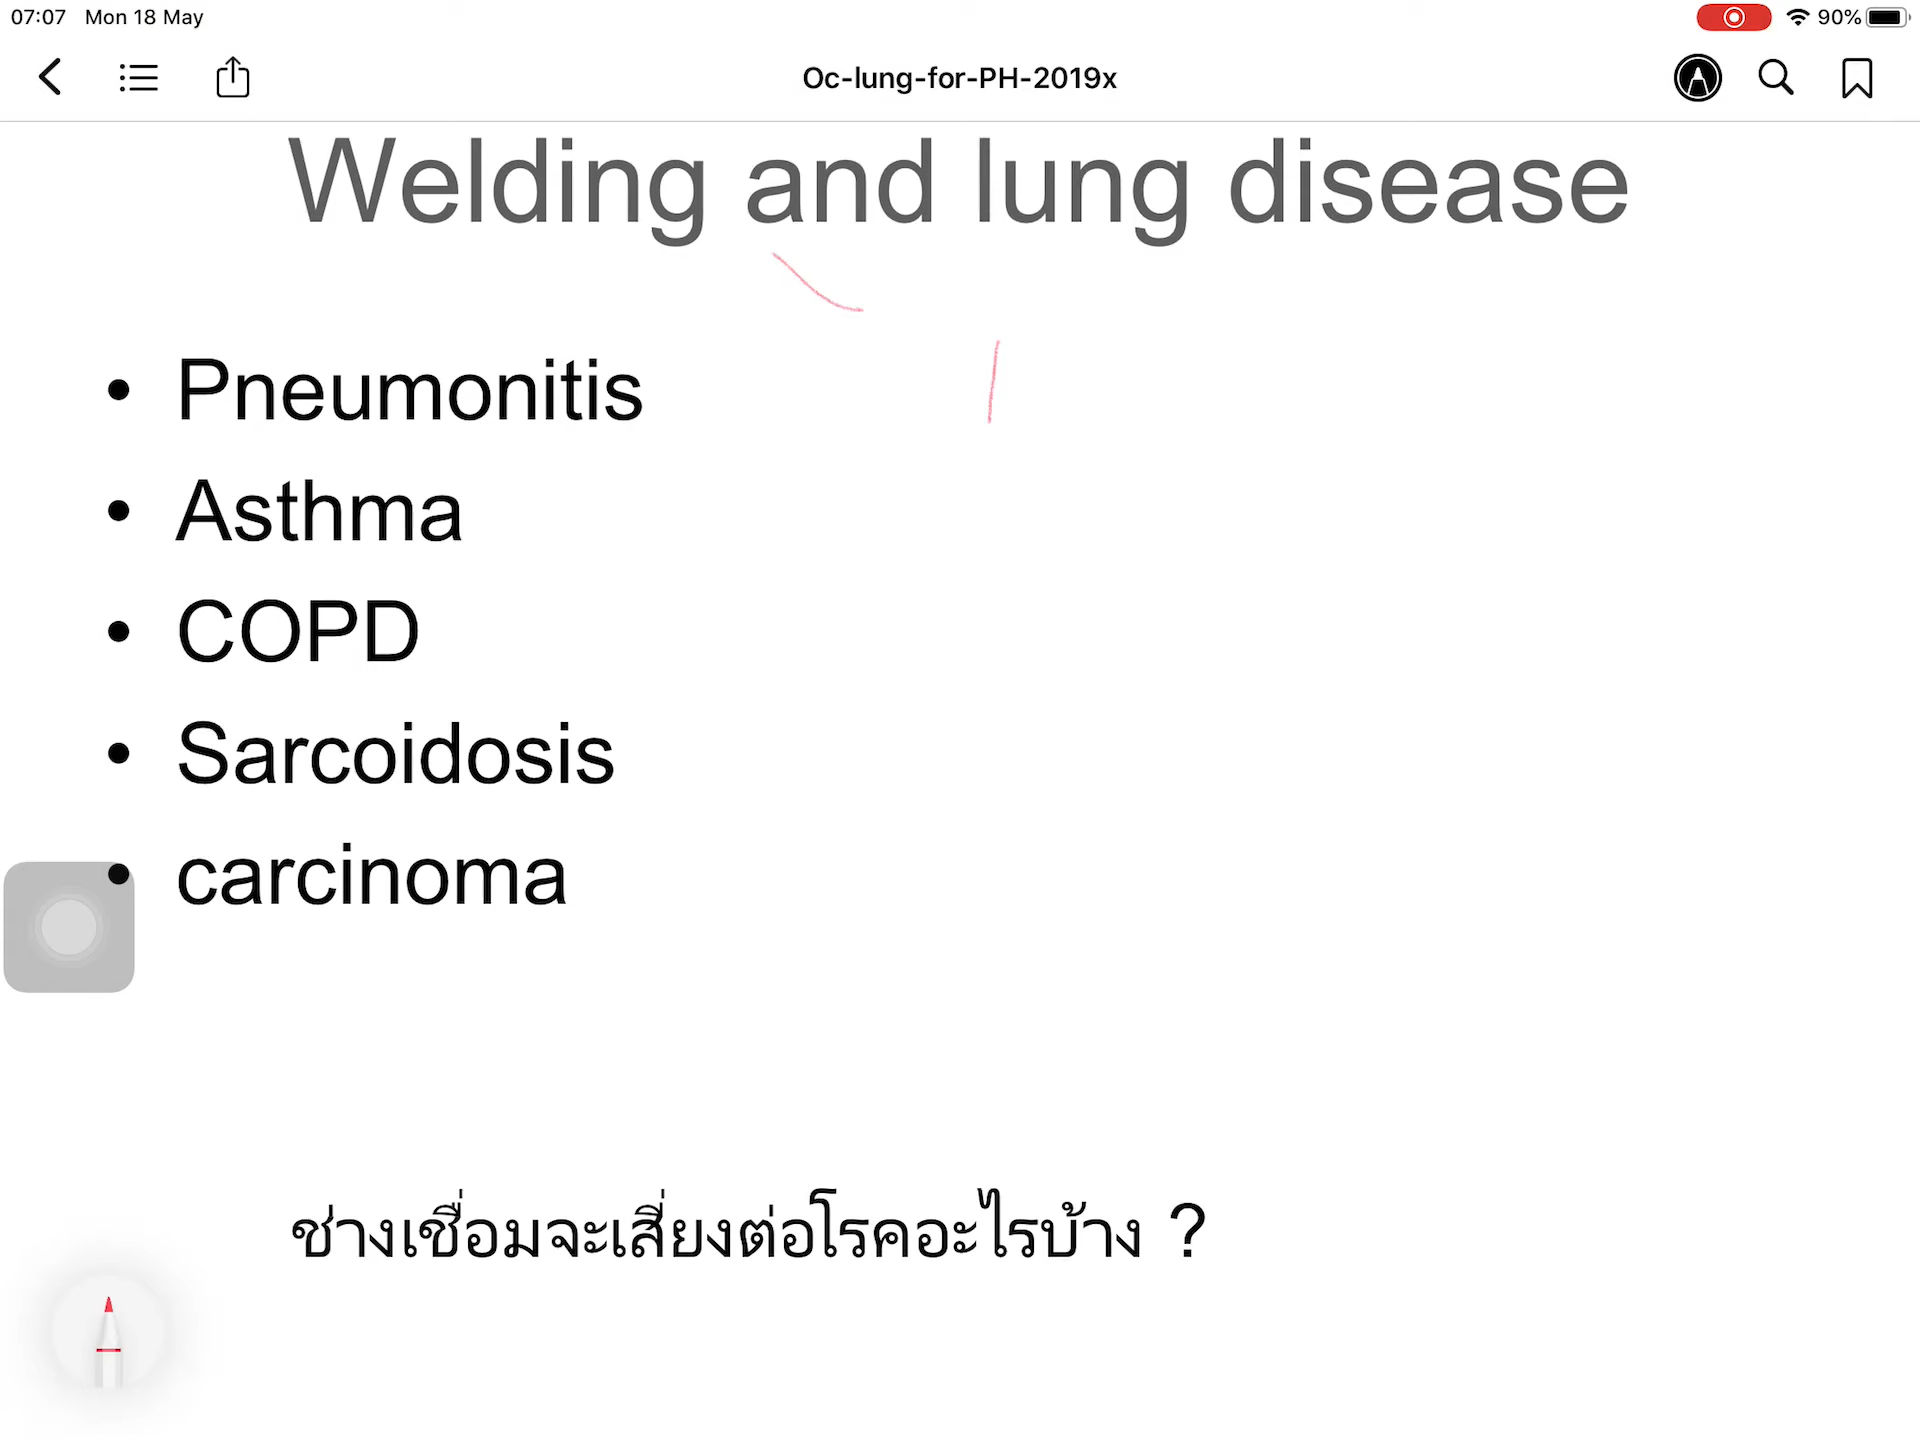 07:07 Mon 18 May 90%
Oc-lung-for-PH-2019x
Welding and lung disease
• Pneumonitis
• Asthma
• COPD
• Sarcoidosis
• carcinoma
ช่างเชื่อมจะเสี่ยงต่อโรคอะไรบ้าง ?